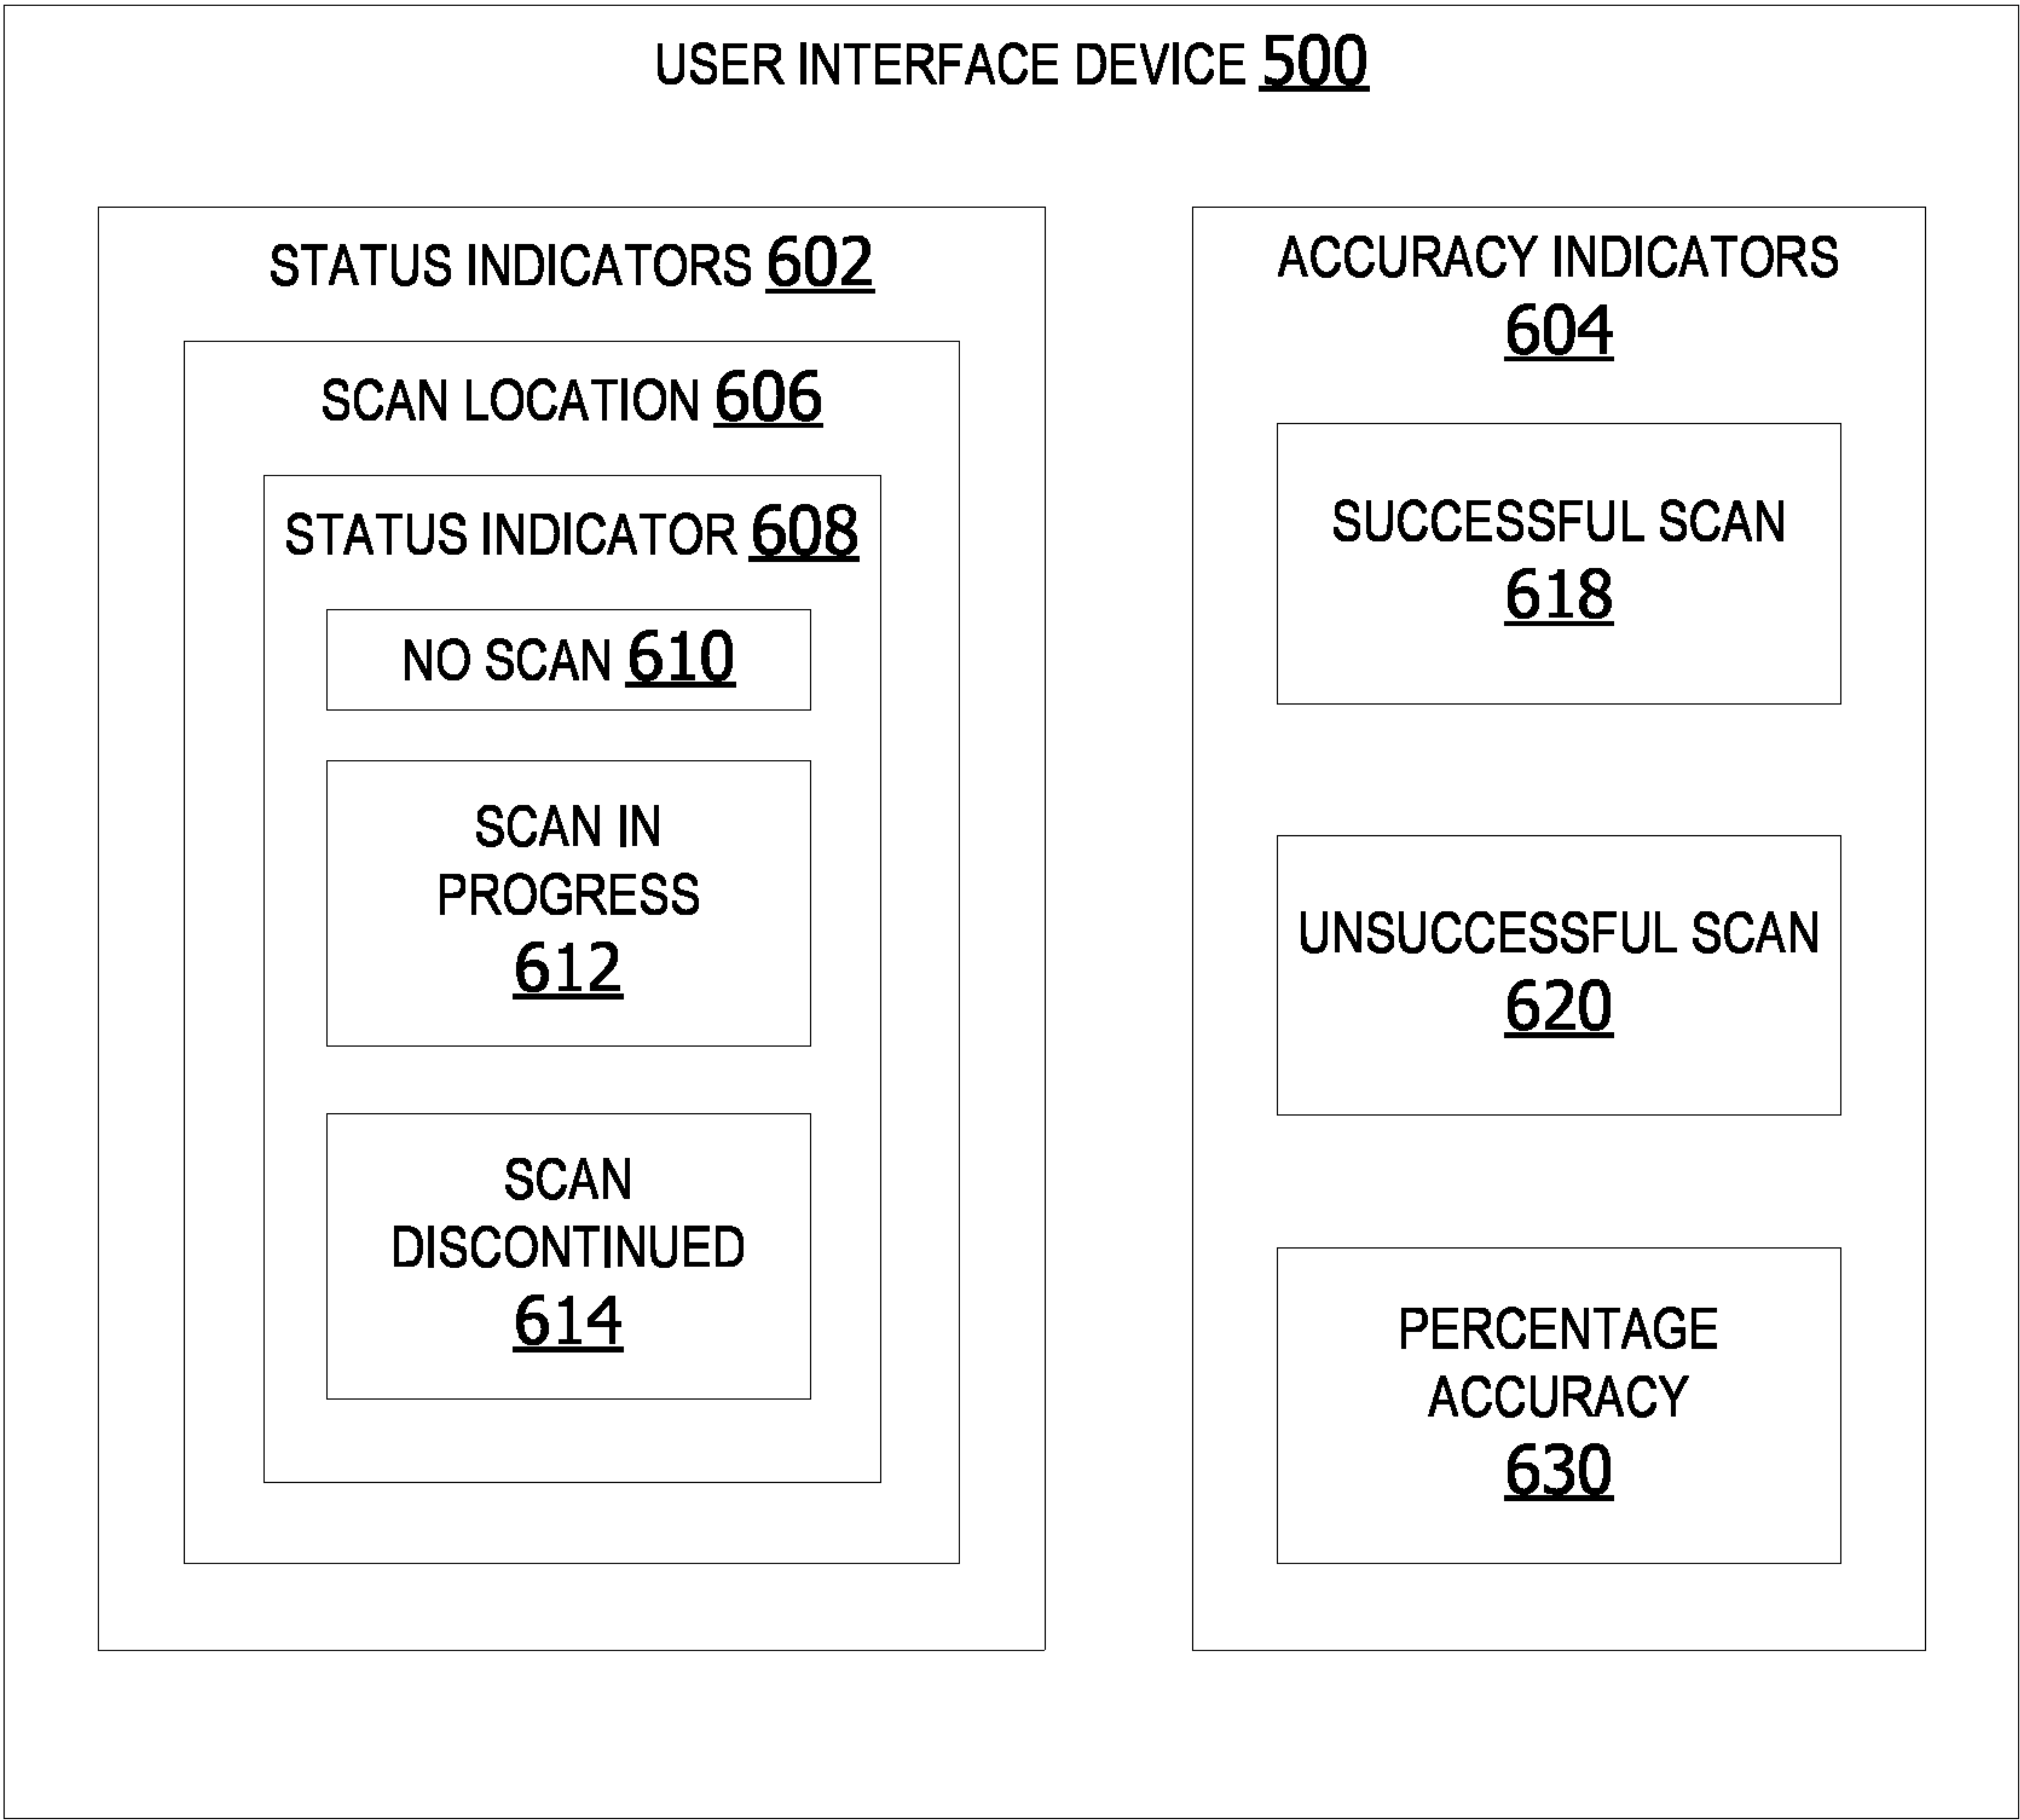 USER INTERFACE DEVICE 500
STATUS INDICATORS 602
SCAN LOCATION 606
STATUS INDICATOR 608
NO SCAN 610
SCAN IN
PROGRESS
612
SCAN
DISCONTINUED
614
ACCURACY INDICATORS
604
SUCCESSFUL SCAN
618
UNSUCCESSFUL SCAN
620
PERCENTAGE
ACCURACY
630